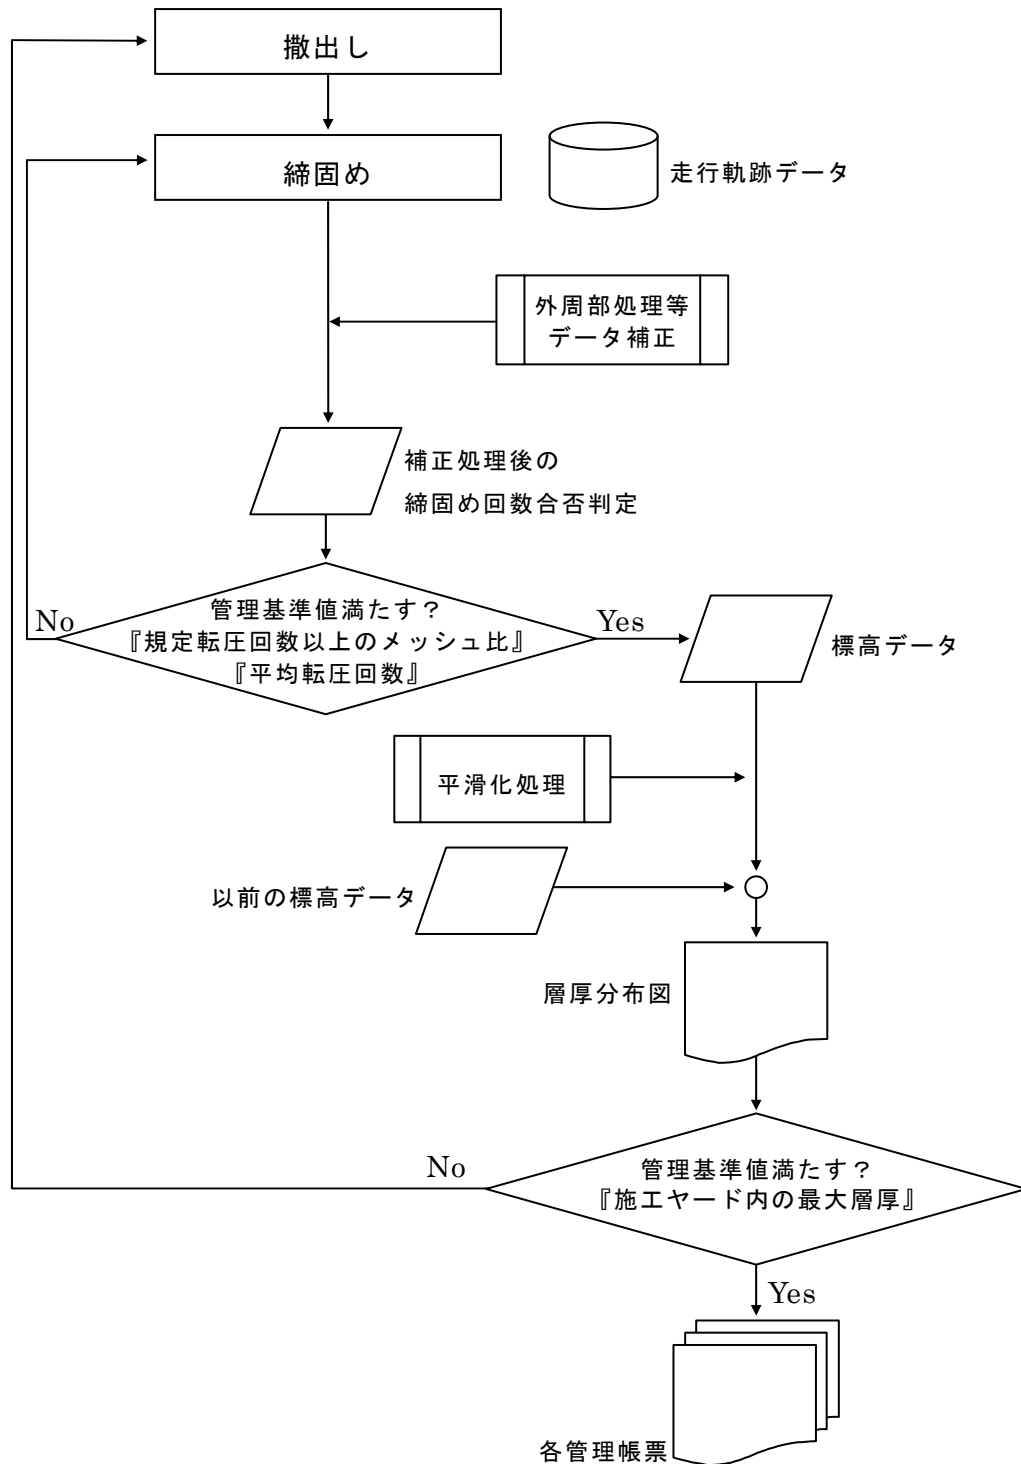 撒出し
締固め
走行軌跡データ
外周部処理等
データ補正
補正処理後の
締固め回数合否判定
管理基準値満たす？
『規定転圧回数以上のメッシュ比』
『平均転圧回数』
No
Yes
標高データ
平滑化処理
以前の標高データ
層厚分布図
管理基準値満たす？
『施工ヤード内の最大層厚』
No
Yes
各管理帳票